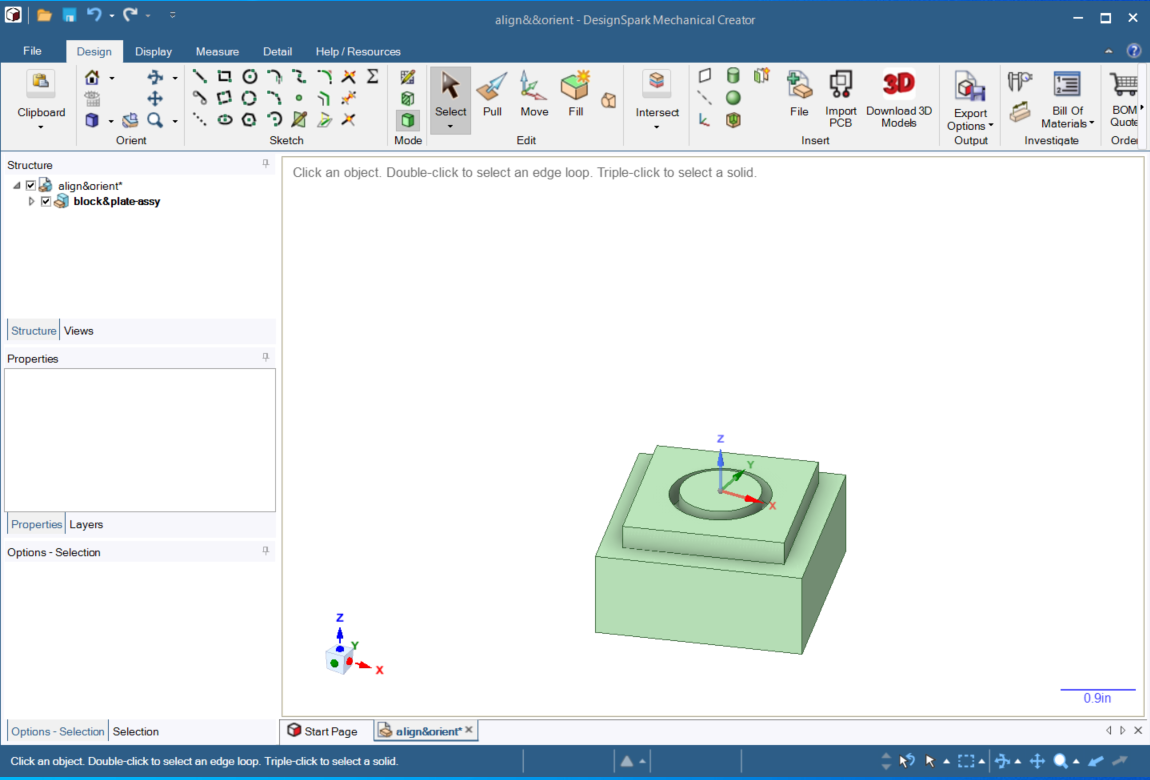 align&&orient - DesignSpark Mechanical Creator
File Design Display Measure Detail Help / Resources
Clipboard
Orient
Sketch
Mode
Select
Pull
Move
Fill
Edit
Intersect
File
Import PCB
Download 3D Models
3D
Insert
Export Options
Output
Bill Of Materials
Investigate
BOM Quote
Order
Structure
align&orient*
block&plate-assy
Structure Views
Properties
Properties Layers
Options - Selection
Options - Selection Selection
Click an object. Double-click to select an edge loop. Triple-click to select a solid.
Z
Y
X
Z
Y
X
0.9in
Start Page align&orient*
Click an object. Double-click to select an edge loop. Triple-click to select a solid.